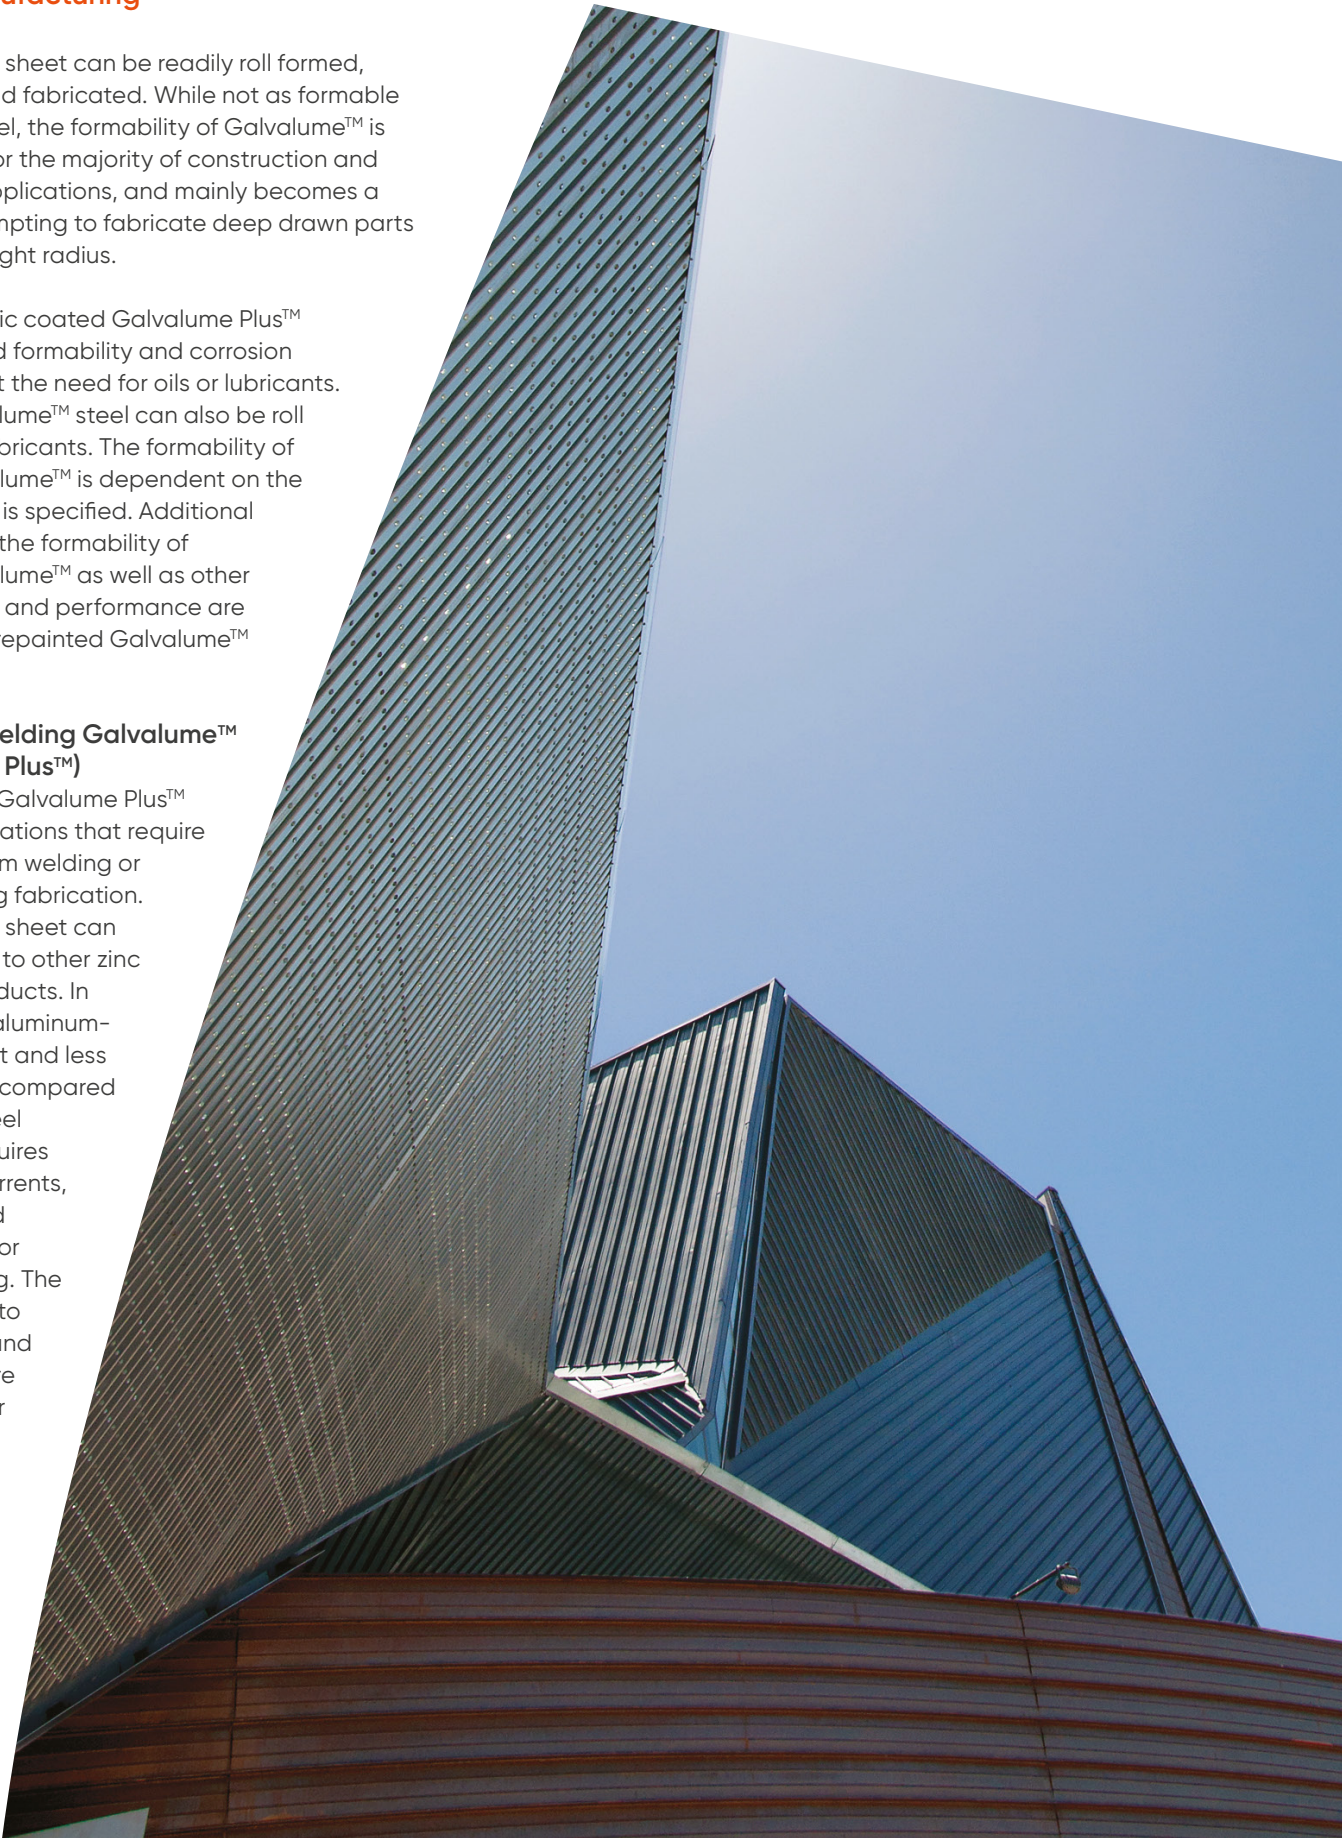 ufacturing
sheet can be readily roll formed,
d fabricated. While not as formable
el, the formability of Galvalume™ is
or the majority of construction and
pplications, and mainly becomes a
mpting to fabricate deep drawn parts
ght radius.
ic coated Galvalume Plus™
d formability and corrosion
t the need for oils or lubricants.
lume™ steel can also be roll
bricants. The formability of
alume™ is dependent on the
is specified. Additional
the formability of
lume™ as well as other
and performance are
repainted Galvalume™
elding Galvalume™
Plus™)
Galvalume Plus™
ations that require
m welding or
g fabrication.
sheet can
to other zinc
ducts. In
aluminum-
t and less
compared
eel
uires
rrents,
d
or
g. The
to
and
re
r